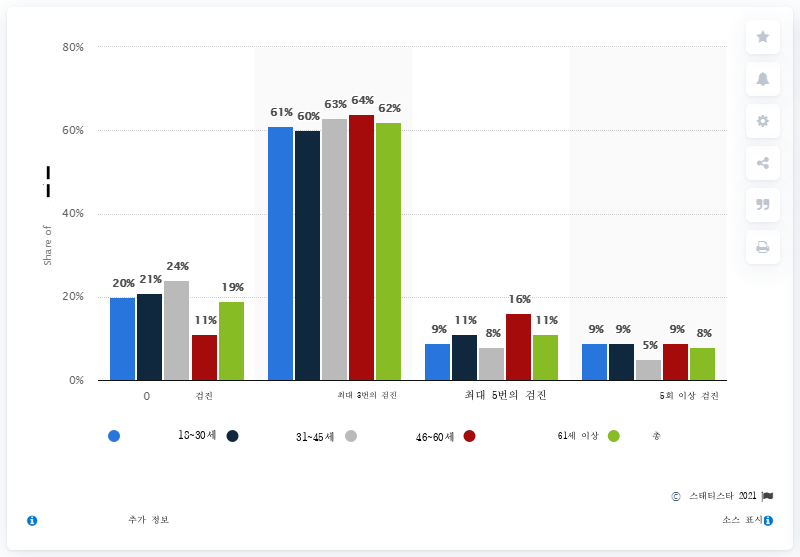 80%
60%
40%
20%
0%
Share of
20% 21% 24% 11% 19%
61% 60% 63% 64% 62%
9% 11% 8% 16% 11%
9% 9% 5% 9% 8%
0 검진
최대 3번의 검진
최대 5번의 검진
5회 이상 검진
18~30세
31~45세
46~60세
61세 이상
총
© 스태티스타 2021
추가 정보
소스 표시